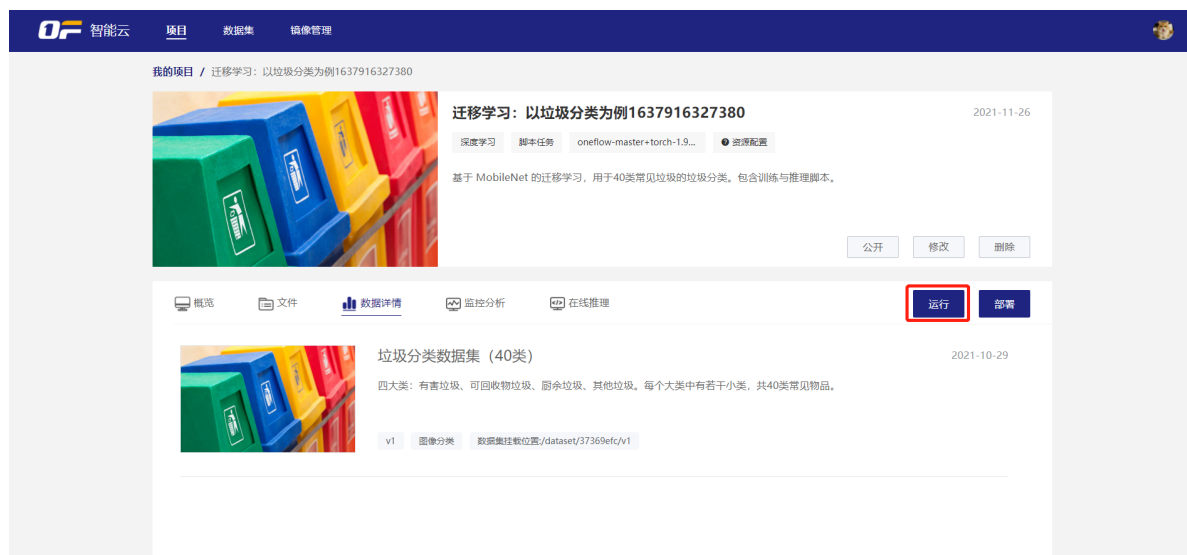 OF 智能云 项目 数据集 镜像管理
我的项目 / 迁移学习：以垃圾分类为例1637916327380
迁移学习：以垃圾分类为例1637916327380 2021-11-26
深度学习 脚本任务 oneflow-master+torch-1.9... 资源配置
基于 MobileNet 的迁移学习，用于40类常见垃圾的垃圾分类。包含训练与推理脚本。
公开 修改 删除
概览 文件 数据详情 监控分析 在线推理 运行 部署
垃圾分类数据集（40类） 2021-10-29
四大类：有害垃圾、可回收物垃圾、厨余垃圾、其他垃圾。每个大类中有若干小类，共40类常见物品。
v1 图像分类 数据集挂载位置:/dataset/37369efc/v1